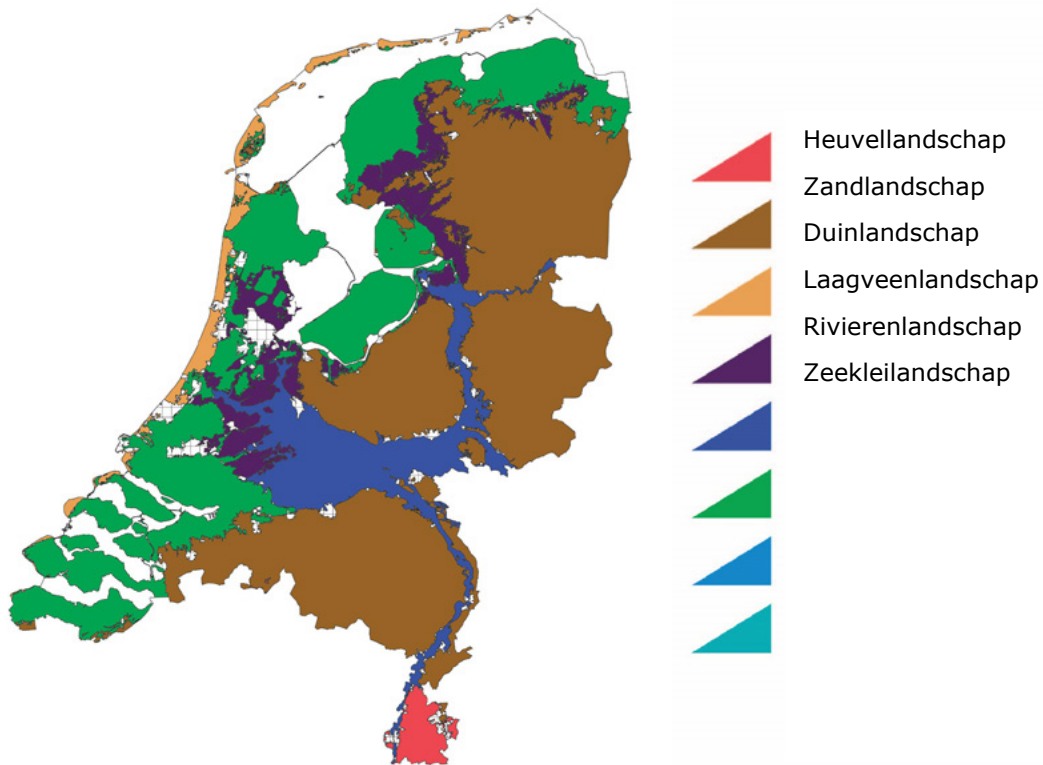 Heuvellandschap
Zandlandschap
Duinlandschap
Laagveenlandschap
Rivierenlandschap
Zeekleilandschap